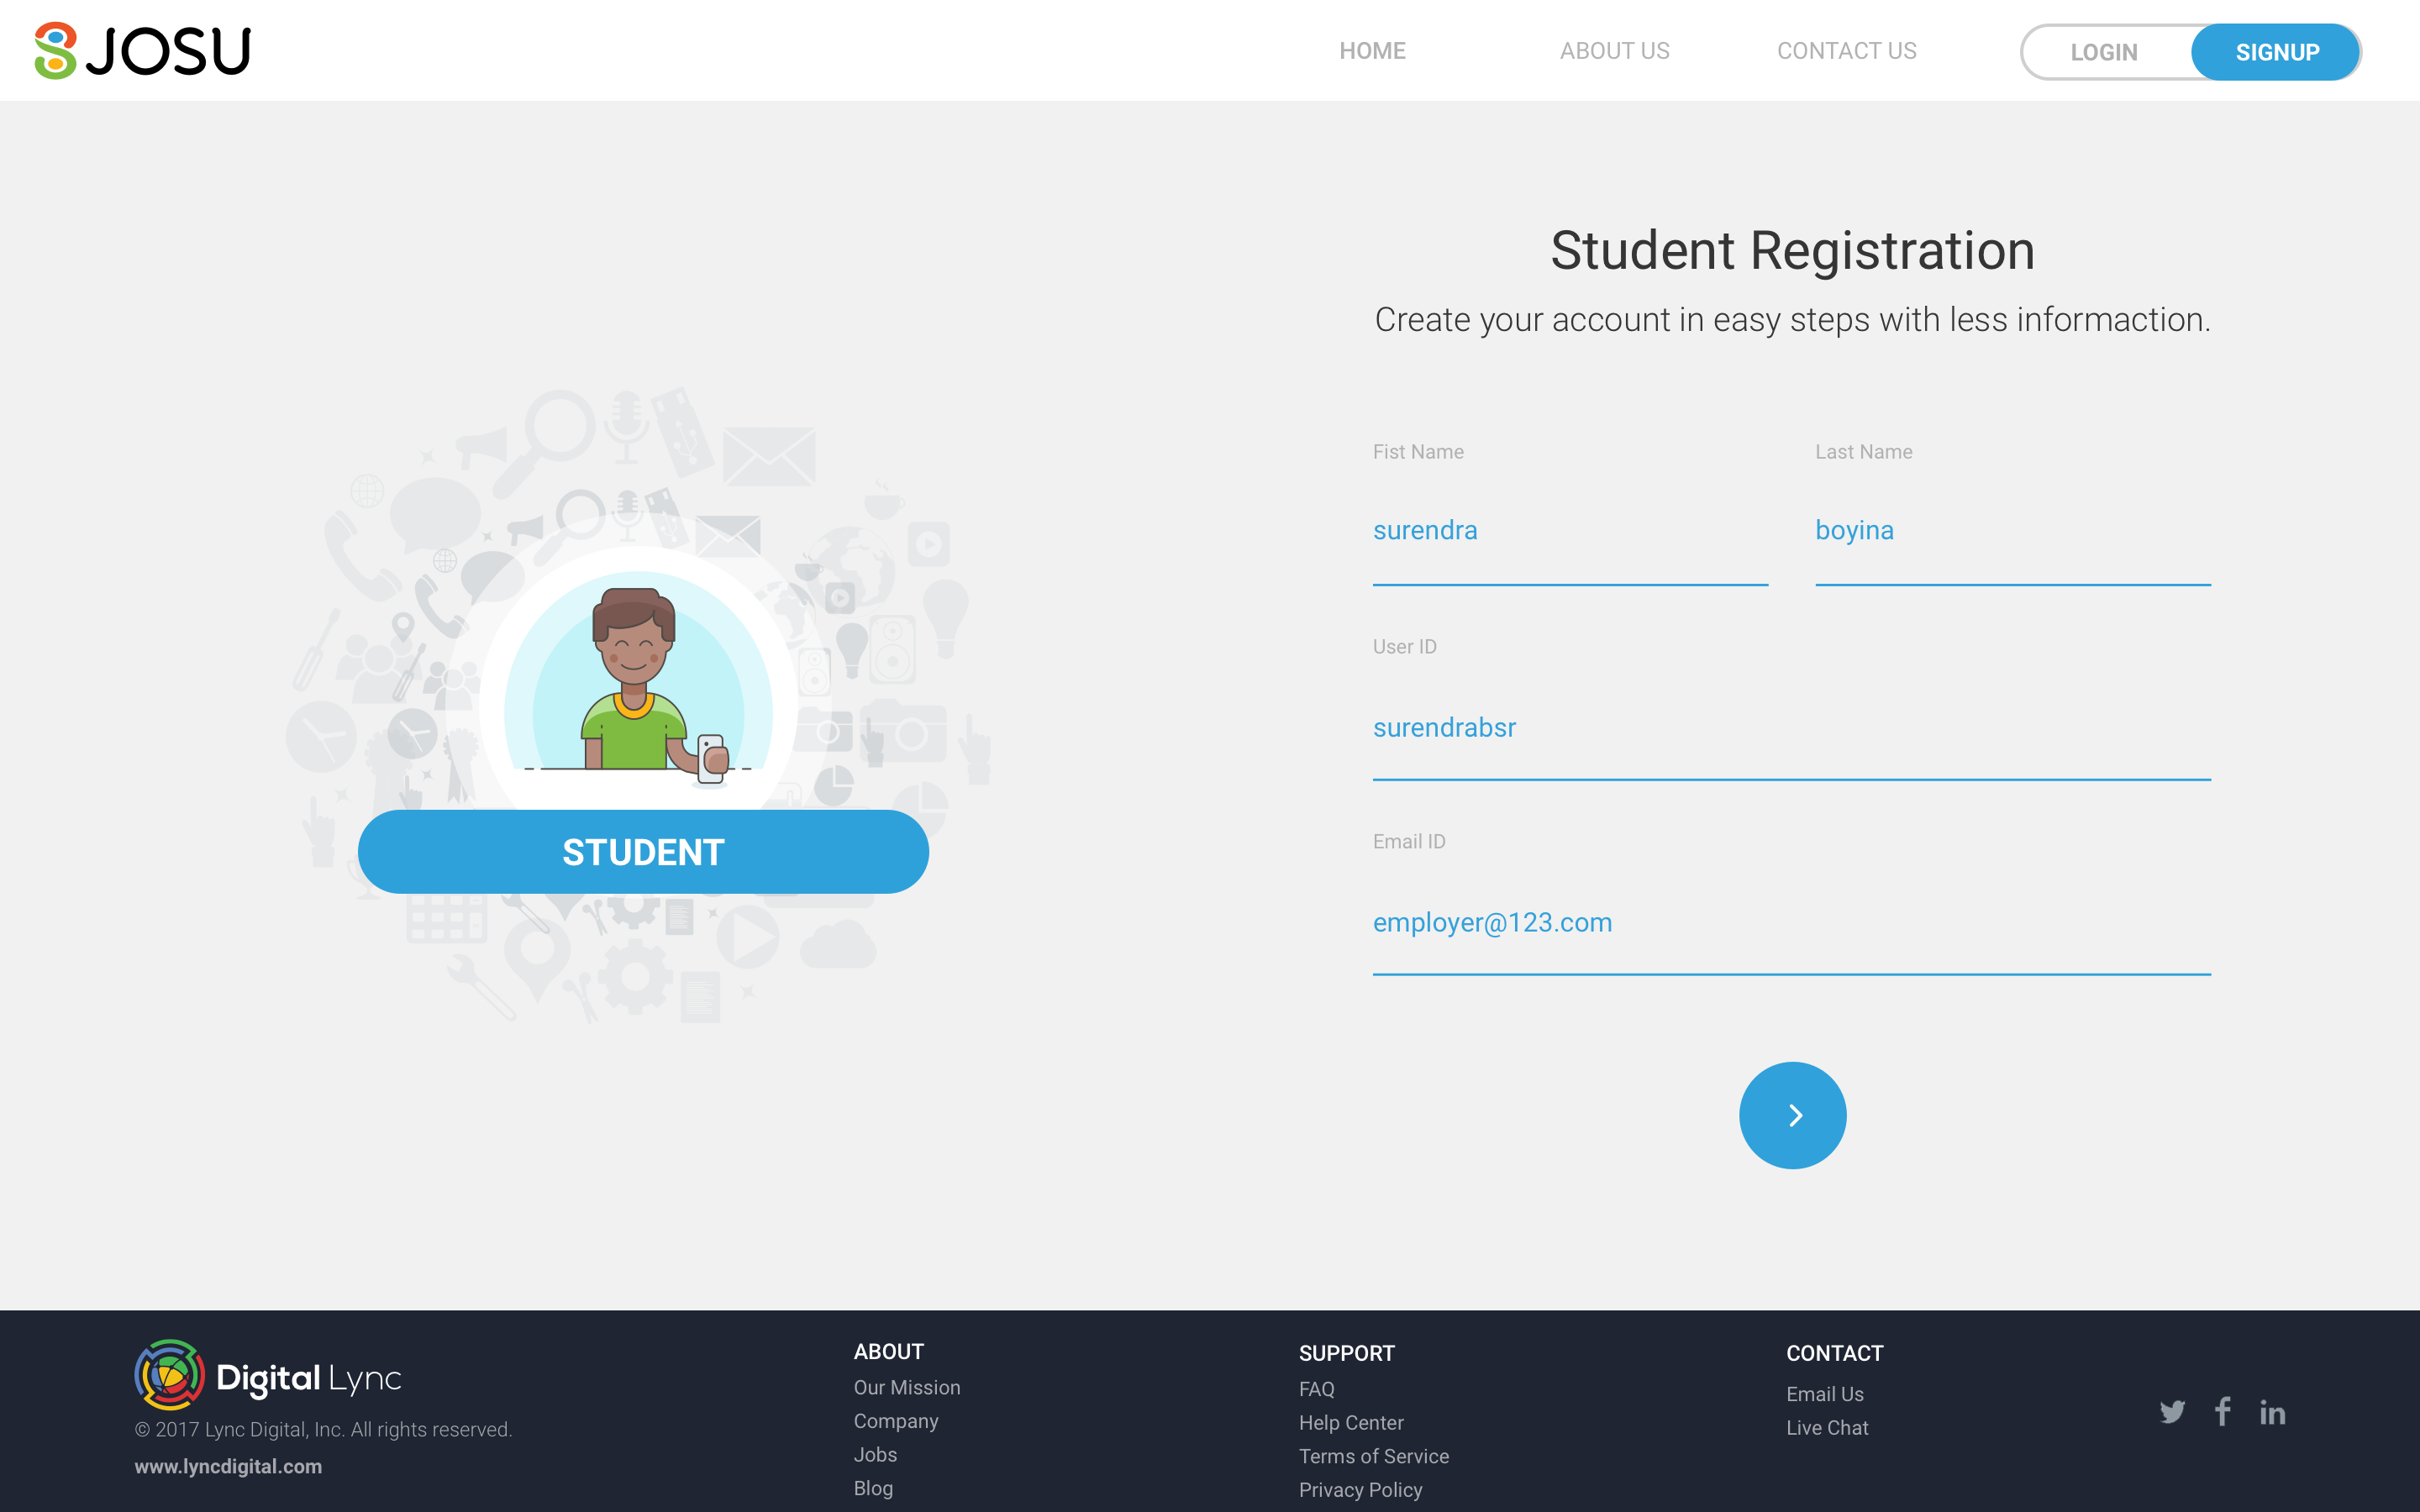 JOSU
HOME
ABOUT US
CONTACT US
LOGIN
SIGNUP
Student Registration
Create your account in easy steps with less informaction.
Fist Name
Last Name
surendra
boyina
User ID
surendrabsr
Email ID
employer@123.com
STUDENT
Digital Lync
© 2017 Lync Digital, Inc. All rights reserved.
www.lyncdigital.com
ABOUT
Our Mission
Company
Jobs
Blog
SUPPORT
FAQ
Help Center
Terms of Service
Privacy Policy
CONTACT
Email Us
Live Chat